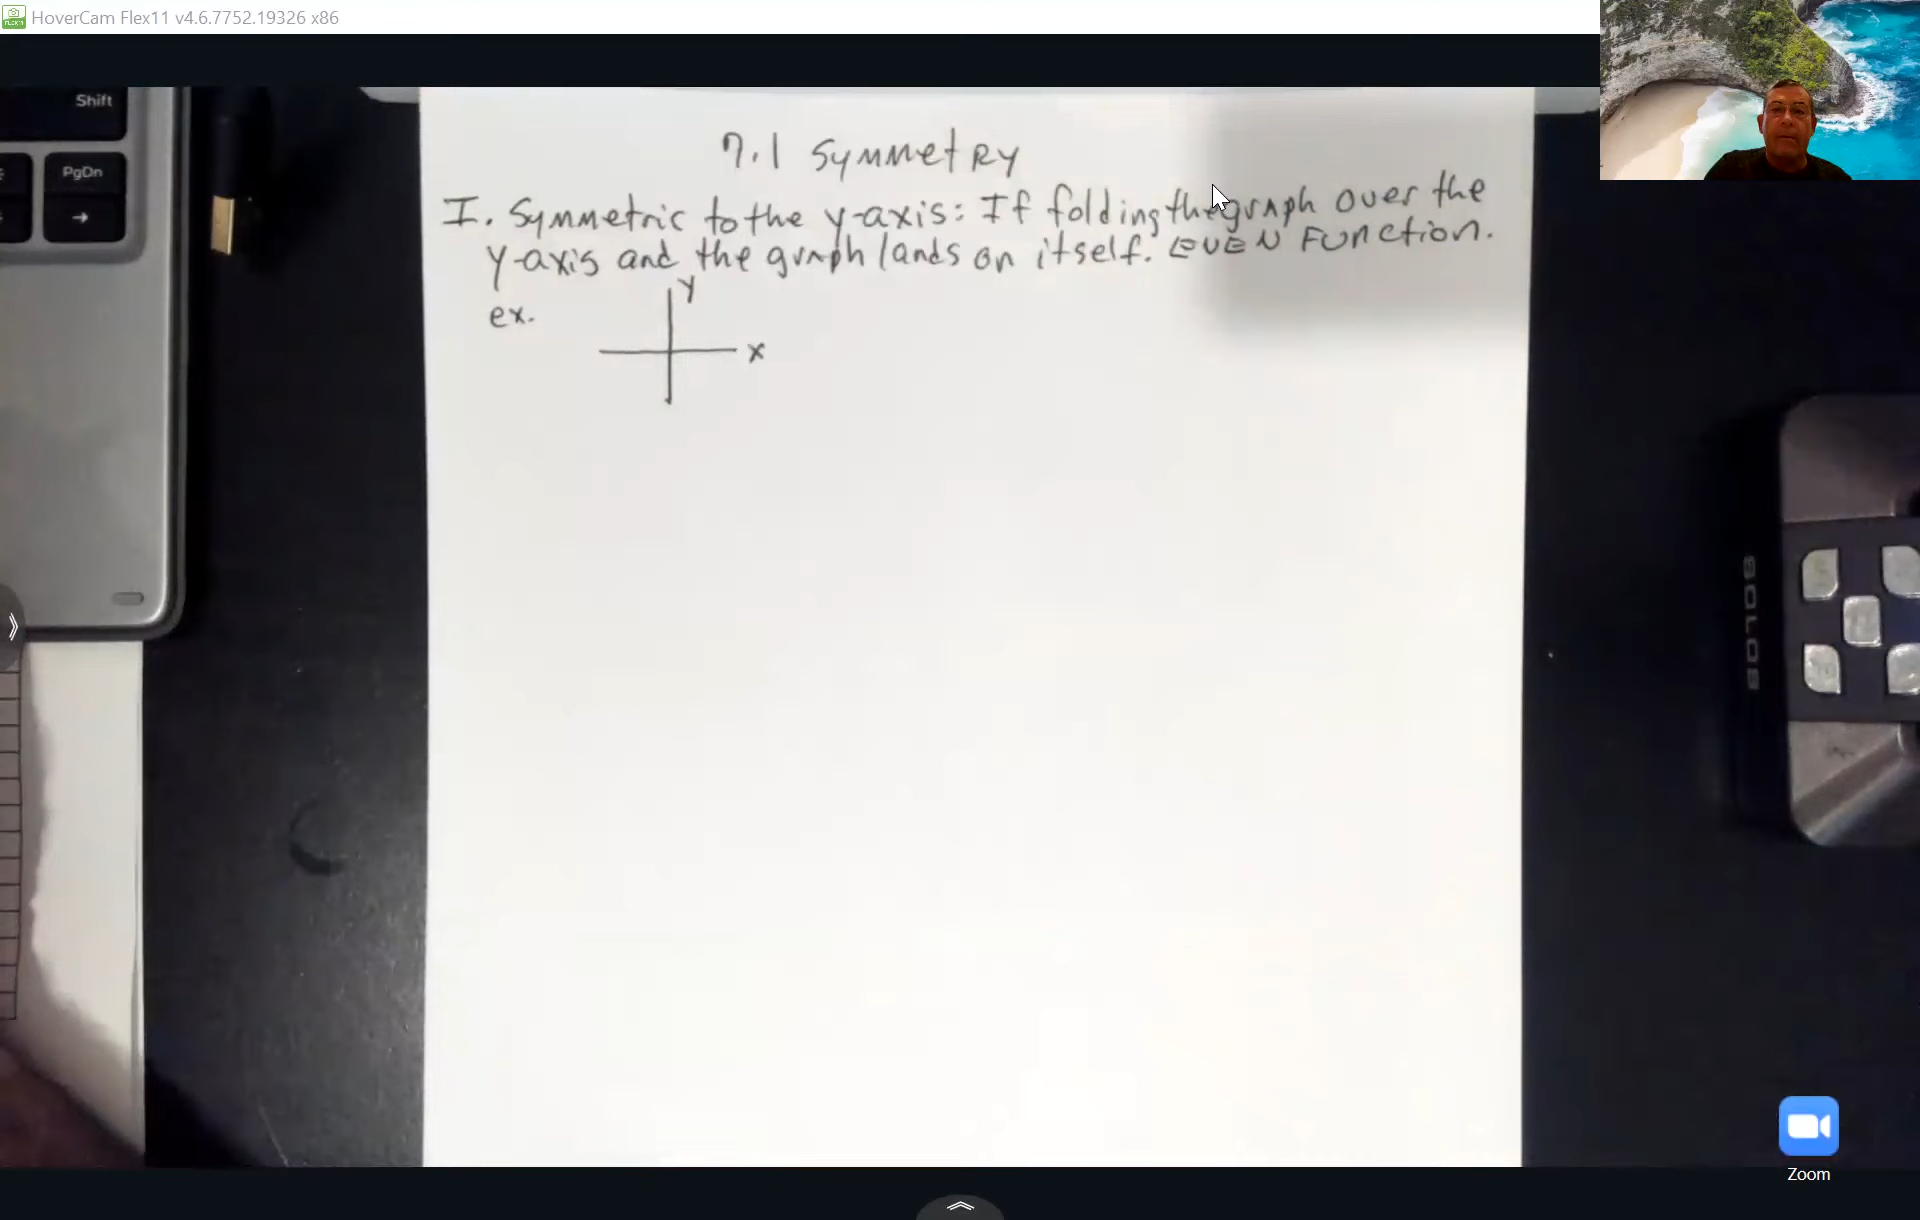 HoverCam Flex11 v4.6.7752.19326 x86
Shift
PgDn
→
7.1 Symmetry
I. Symmetric to the y-axis: If folding the graph over the
y-axis and the graph lands on itself. EVEN Function.
ex.
y
x
BOLOS
Zoom